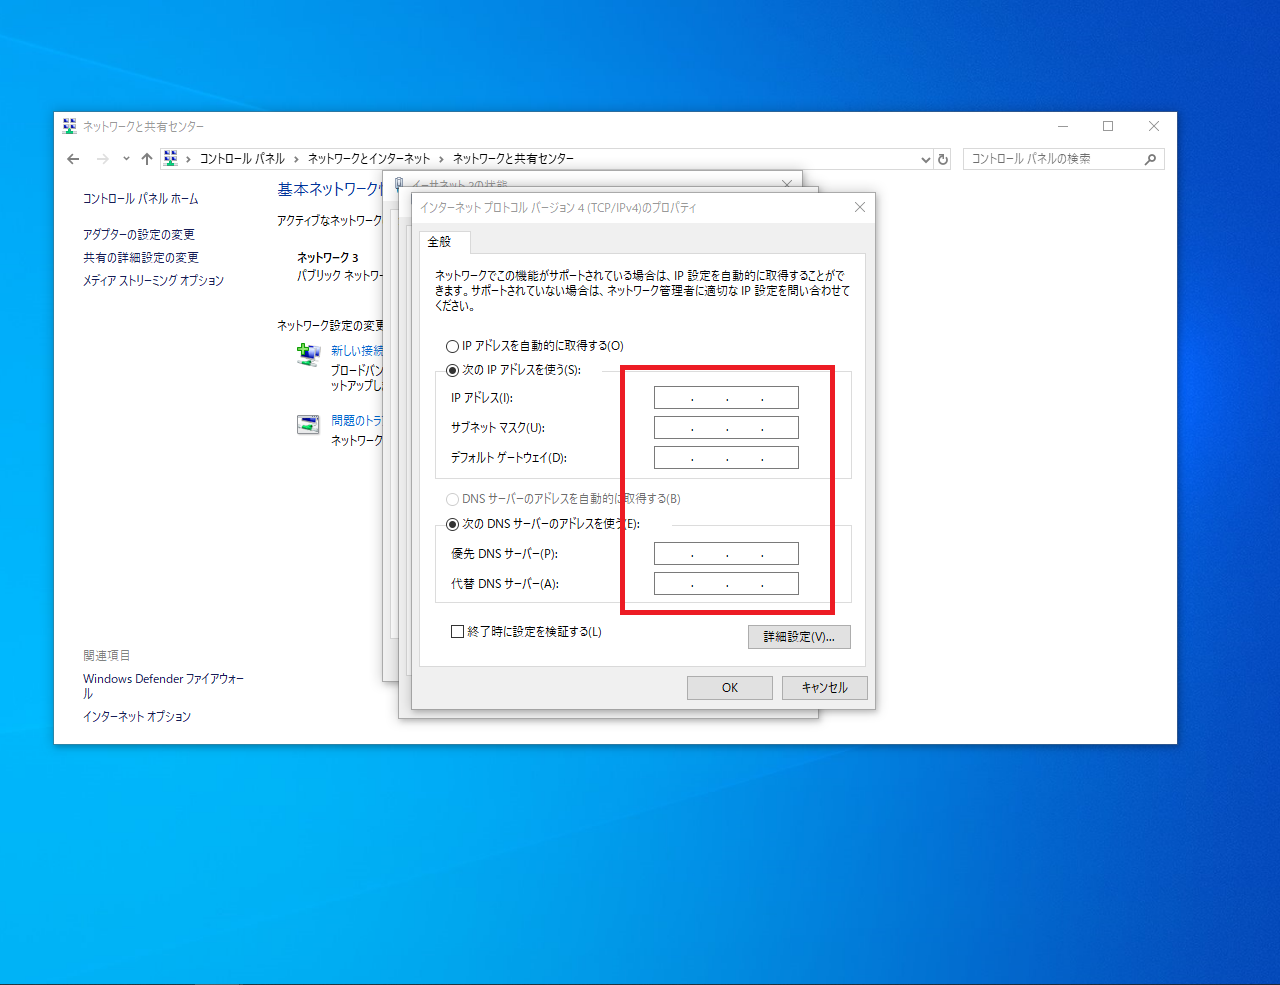 ネットワークと共有センター
コントロール パネル › ネットワークとインターネット › ネットワークと共有センター
コントロール パネルの検索
コントロール パネル ホーム
アダプターの設定の変更
共有の詳細設定の変更
メディア ストリーミング オプション
関連項目
Windows Defender ファイアウォー
ル
インターネット オプション
基本ネットワーク
アクティブなネットワーク
ネットワーク 3
パブリック ネットワー
ネットワーク設定の変更
新しい接続
ブロードバン
ットアップし
問題のトラ
ネットワーク
イーサネット 2の状態
インターネット プロトコル バージョン 4 (TCP/IPv4)のプロパティ
全般
ネットワークでこの機能がサポートされている場合は、IP 設定を自動的に取得することがで
きます。サポートされていない場合は、ネットワーク管理者に適切な IP 設定を問い合わせて
ください。
IP アドレスを自動的に取得する(O)
次の IP アドレスを使う(S):
IP アドレス(I):
サブネット マスク(U):
デフォルト ゲートウェイ(D):
DNS サーバーのアドレスを自動的に取得する(B)
次の DNS サーバーのアドレスを使う(E):
優先 DNS サーバー(P):
代替 DNS サーバー(A):
終了時に設定を検証する(L)
詳細設定(V)...
OK
キャンセル